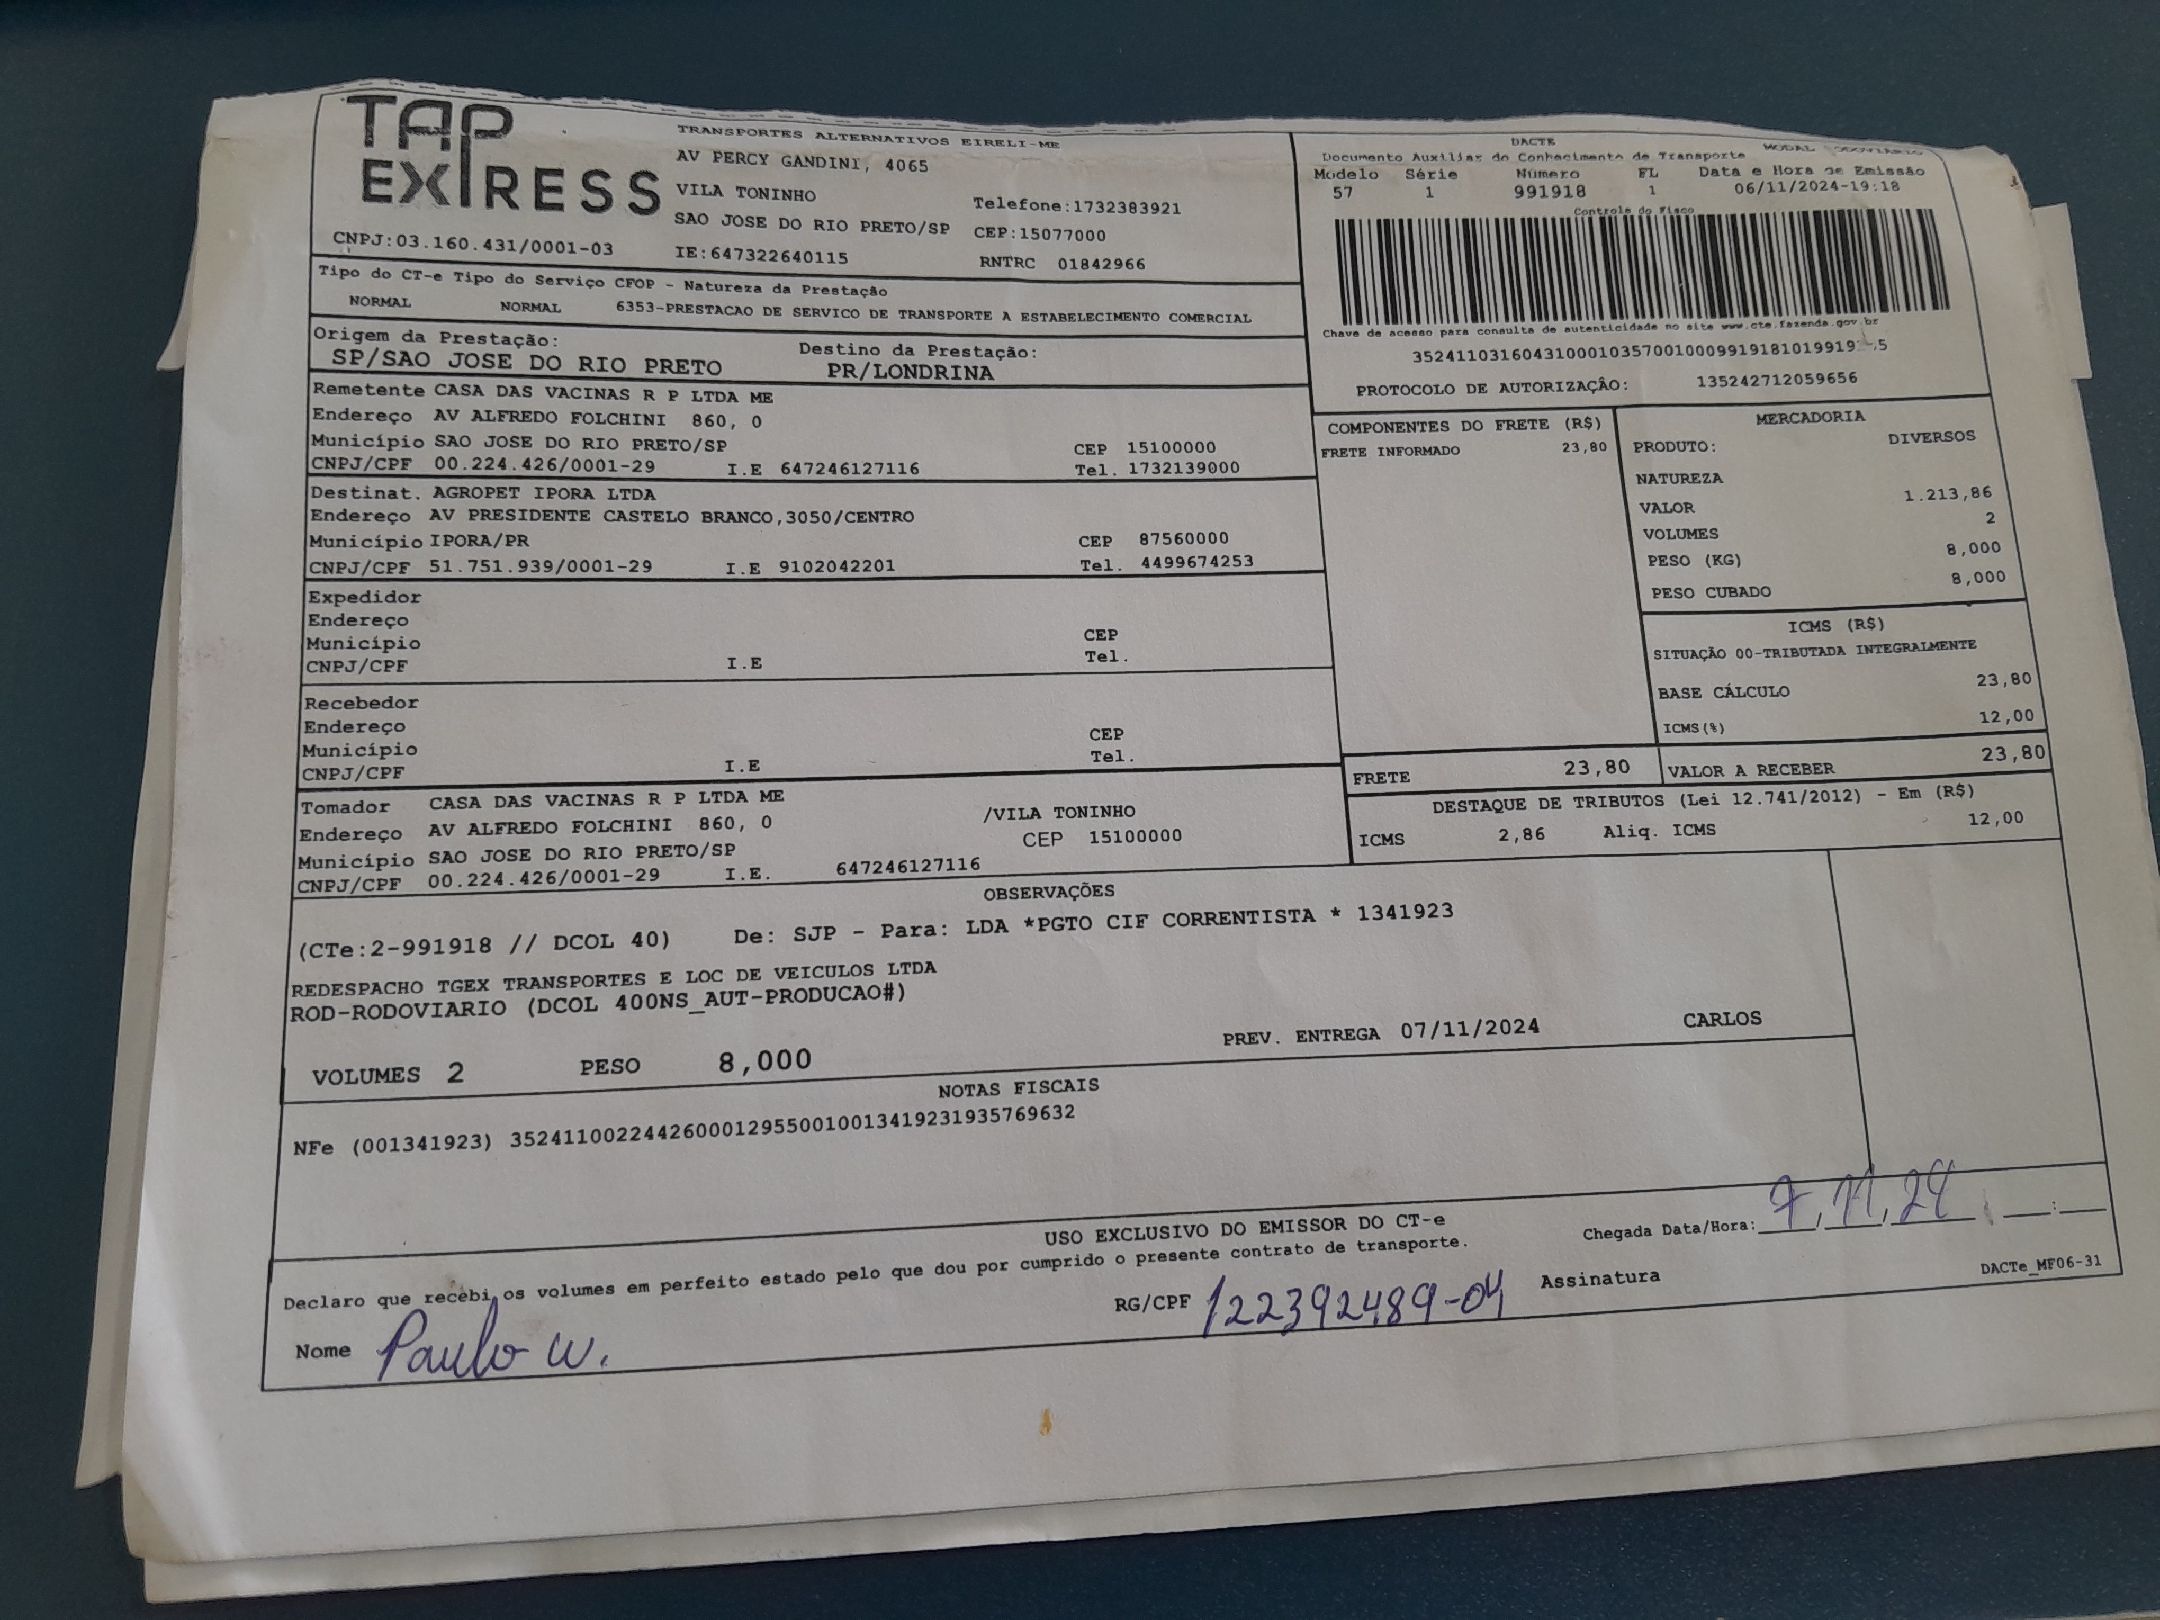 TAP EXPRESS
TRANSPORTES ALTERNATIVOS EIRELI-ME
AV PERCY GANDINI, 4065
VILA TONINHO Telefone:1732383921
SAO JOSE DO RIO PRETO/SP CEP:15077000
CNPJ:03.160.431/0001-03 IE:647322640115 RNTRC 01842966
DACTE MODAL RODOVIARIO
Documento Auxiliar do Conhecimento de Transporte
Modelo Série Número FL Data e Hora de Emissão
57 1 991918 1 06/11/2024-19:18
Controle do Fisco
Chave de acesso para consulta de autenticidade no site www.cte.fazenda.gov.br
PROTOCOLO DE AUTORIZAÇÃO: 135242712059656
Tipo do CT-e Tipo do Serviço CFOP - Natureza da Prestação
NORMAL NORMAL 6353-PRESTACAO DE SERVICO DE TRANSPORTE A ESTABELECIMENTO COMERCIAL
Origem da Prestação: Destino da Prestação:
SP/SAO JOSE DO RIO PRETO PR/LONDRINA
Remetente CASA DAS VACINAS R P LTDA ME
Endereço AV ALFREDO FOLCHINI 860, 0
Município SAO JOSE DO RIO PRETO/SP CEP 15100000
CNPJ/CPF 00.224.426/0001-29 I.E 647246127116 Tel. 1732139000
Destinat. AGROPET IPORA LTDA
Endereço AV PRESIDENTE CASTELO BRANCO,3050/CENTRO
Município IPORA/PR CEP 87560000
CNPJ/CPF 51.751.939/0001-29 I.E 9102042201 Tel. 4499674253
Expedidor
Endereço
Município CEP
CNPJ/CPF I.E Tel.
Recebedor
Endereço
Município CEP
CNPJ/CPF I.E Tel.
Tomador CASA DAS VACINAS R P LTDA ME
Endereço AV ALFREDO FOLCHINI 860, 0 /VILA TONINHO
Município SAO JOSE DO RIO PRETO/SP CEP 15100000
CNPJ/CPF 00.224.426/0001-29 I.E. 647246127116
COMPONENTES DO FRETE (R$)
FRETE INFORMADO 23,80
MERCADORIA
PRODUTO: DIVERSOS
NATUREZA
VALOR 1.213,86
VOLUMES 2
PESO (KG) 8,000
PESO CUBADO 8,000
ICMS (R$)
SITUAÇÃO 00-TRIBUTADA INTEGRALMENTE
BASE CÁLCULO 23,80
ICMS(%) 12,00
FRETE 23,80 VALOR A RECEBER 23,80
DESTAQUE DE TRIBUTOS (Lei 12.741/2012) - Em (R$)
ICMS 2,86 Aliq. ICMS 12,00
OBSERVAÇÕES
(CTe:2-991918 // DCOL 40) De: SJP - Para: LDA *PGTO CIF CORRENTISTA * 1341923
REDESPACHO TGEX TRANSPORTES E LOC DE VEICULOS LTDA
ROD-RODOVIARIO (DCOL 400NS_AUT-PRODUCAO#)
PREV. ENTREGA 07/11/2024 CARLOS
VOLUMES 2 PESO 8,000
NOTAS FISCAIS
NFe (001341923) 35241100224426000129550010013419231935769632
USO EXCLUSIVO DO EMISSOR DO CT-e
Chegada Data/Hora: 7,11,24 :
Declaro que recebi os volumes em perfeito estado pelo que dou por cumprido o presente contrato de transporte.
DACTe_MF06-31
Nome Paulo W. RG/CPF 122392489-04 Assinatura